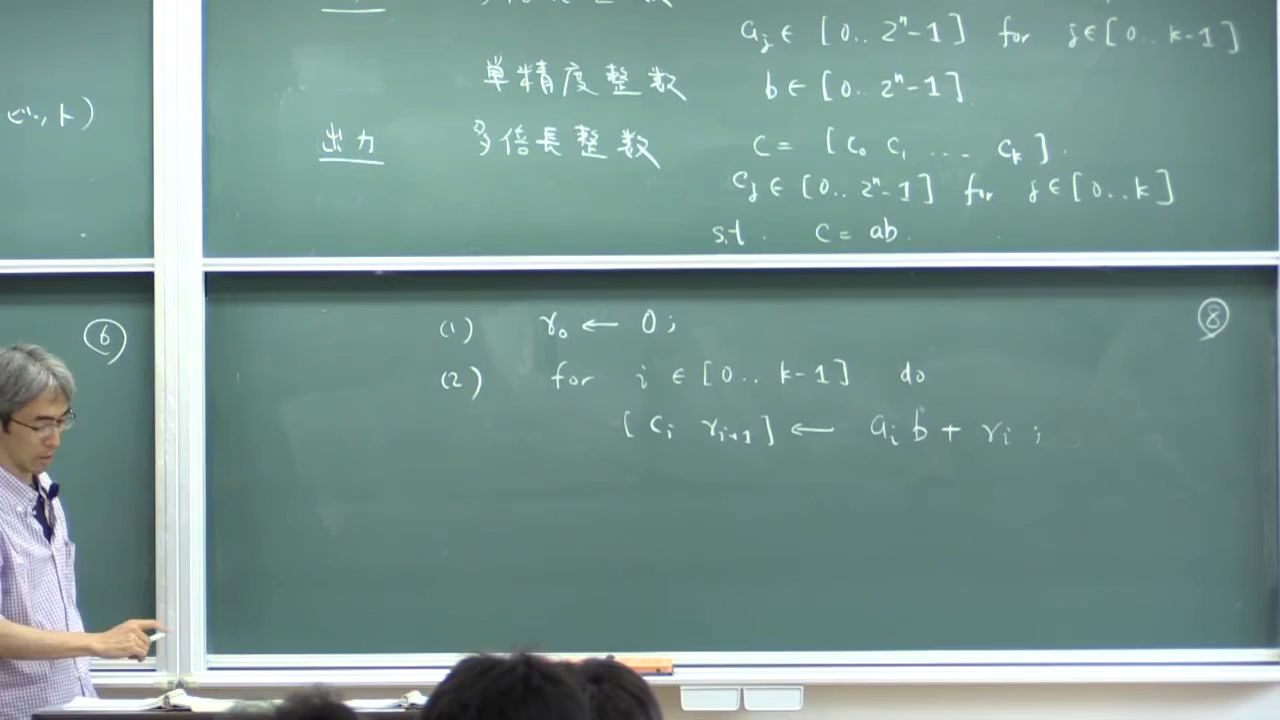 ビット)
a_j ∈ [0.. 2^n-1] for j∈[0.. k-1]
単精度整数 b ∈ [0.. 2^n-1]
出力 多倍長整数 c = [c_0 c_1 ... c_k].
c_j ∈ [0.. 2^n-1] for j∈[0..k]
s.t. c = ab.
⑥
⑧
(1) r_0 ← 0;
(2) for i ∈ [0.. k-1] do
[c_i r_{i+1}] ← a_i b + r_i ;